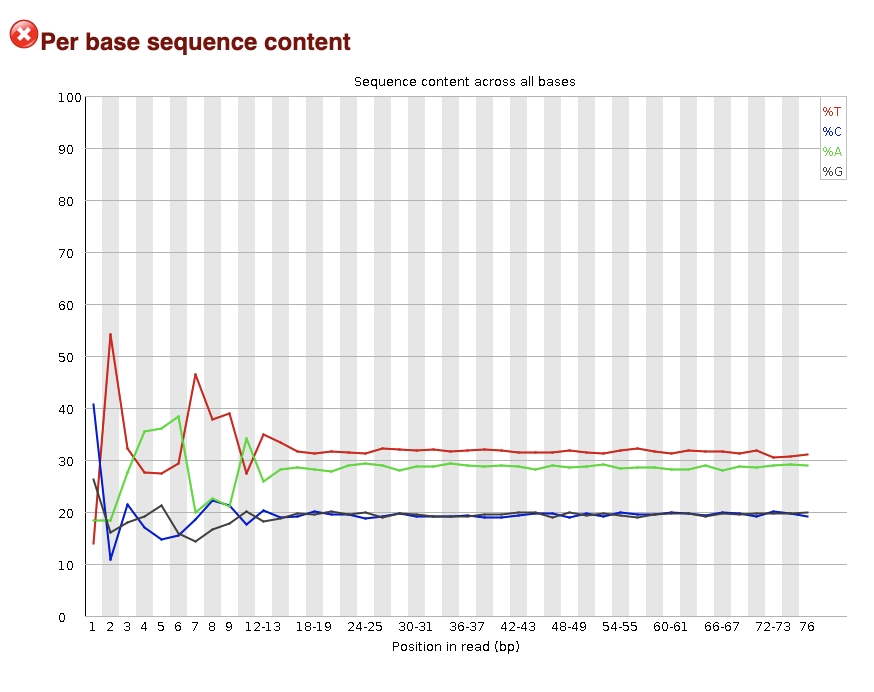 Per base sequence content
Sequence content across all bases
100
90
80
70
60
50
40
30
20
10
0
%T
%C
%A
%G
1 2 3 4 5 6 7 8 9 12-13 18-19 24-25 30-31 36-37 42-43 48-49 54-55 60-61 66-67 72-73 76
Position in read (bp)